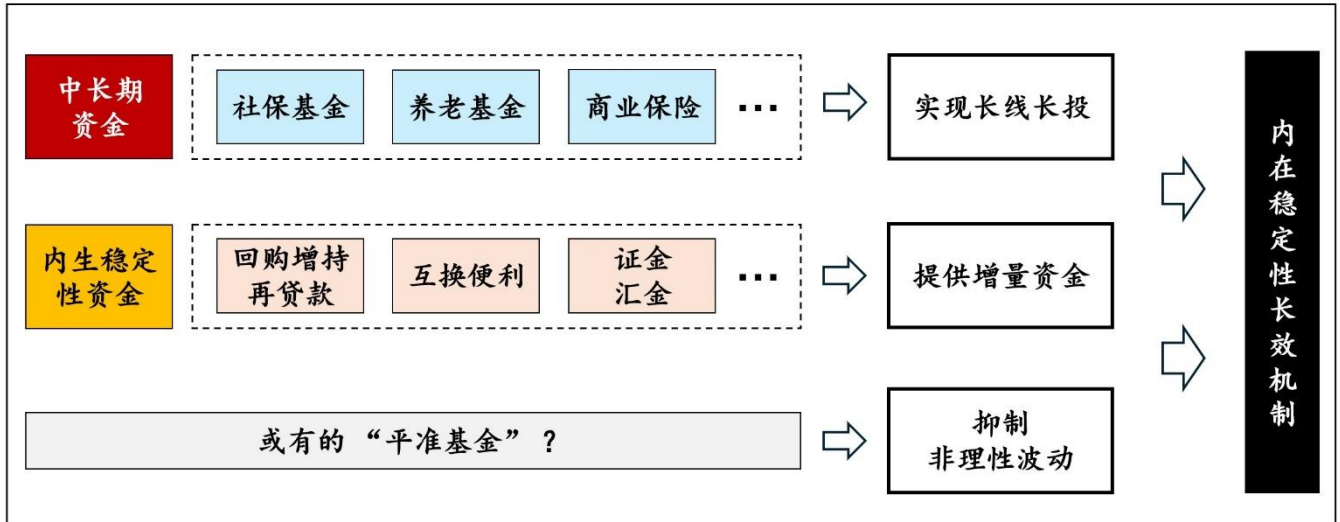 中长期
资金
社保基金
养老基金
商业保险
...
实现长线长投
内生稳定
性资金
回购增持
再贷款
互换便利
证金
汇金
...
提供增量资金
或有的“平准基金”？
抑制
非理性波动
内在稳定性长效机制